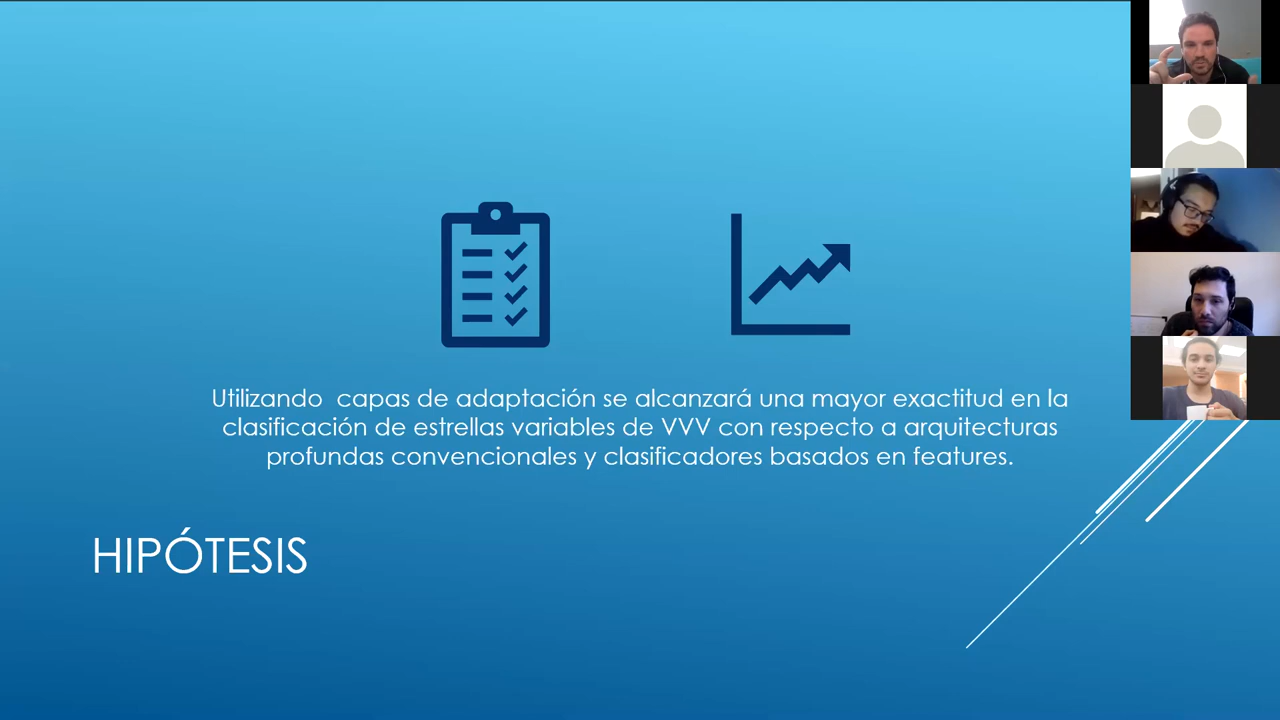 Utilizando  capas de adaptación se alcanzará una mayor exactitud en la
clasificación de estrellas variables de VVV con respecto a arquitecturas
profundas convencionales y clasificadores basados en features.
HIPÓTESIS